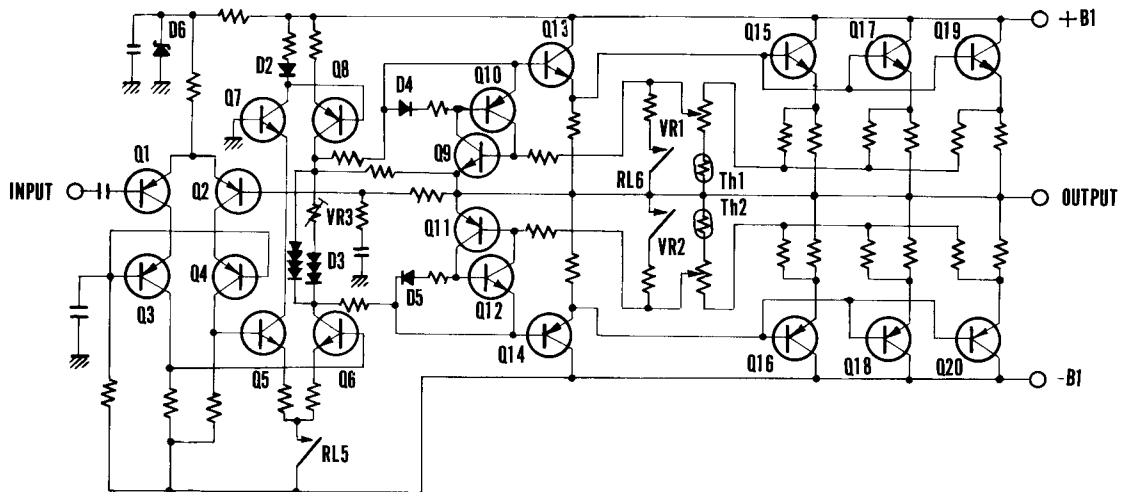 D6
Q13
Q15
Q17
Q19
+B1
D2
Q8
Q10
D4
Q7
Q9
VR1
Q1
Q2
RL6
Th1
INPUT
OUTPUT
Th2
VR3
Q11
VR2
Q4
D3
Q3
D5
Q12
Q14
Q16
Q18
Q20
Q5
Q6
-B1
RL5